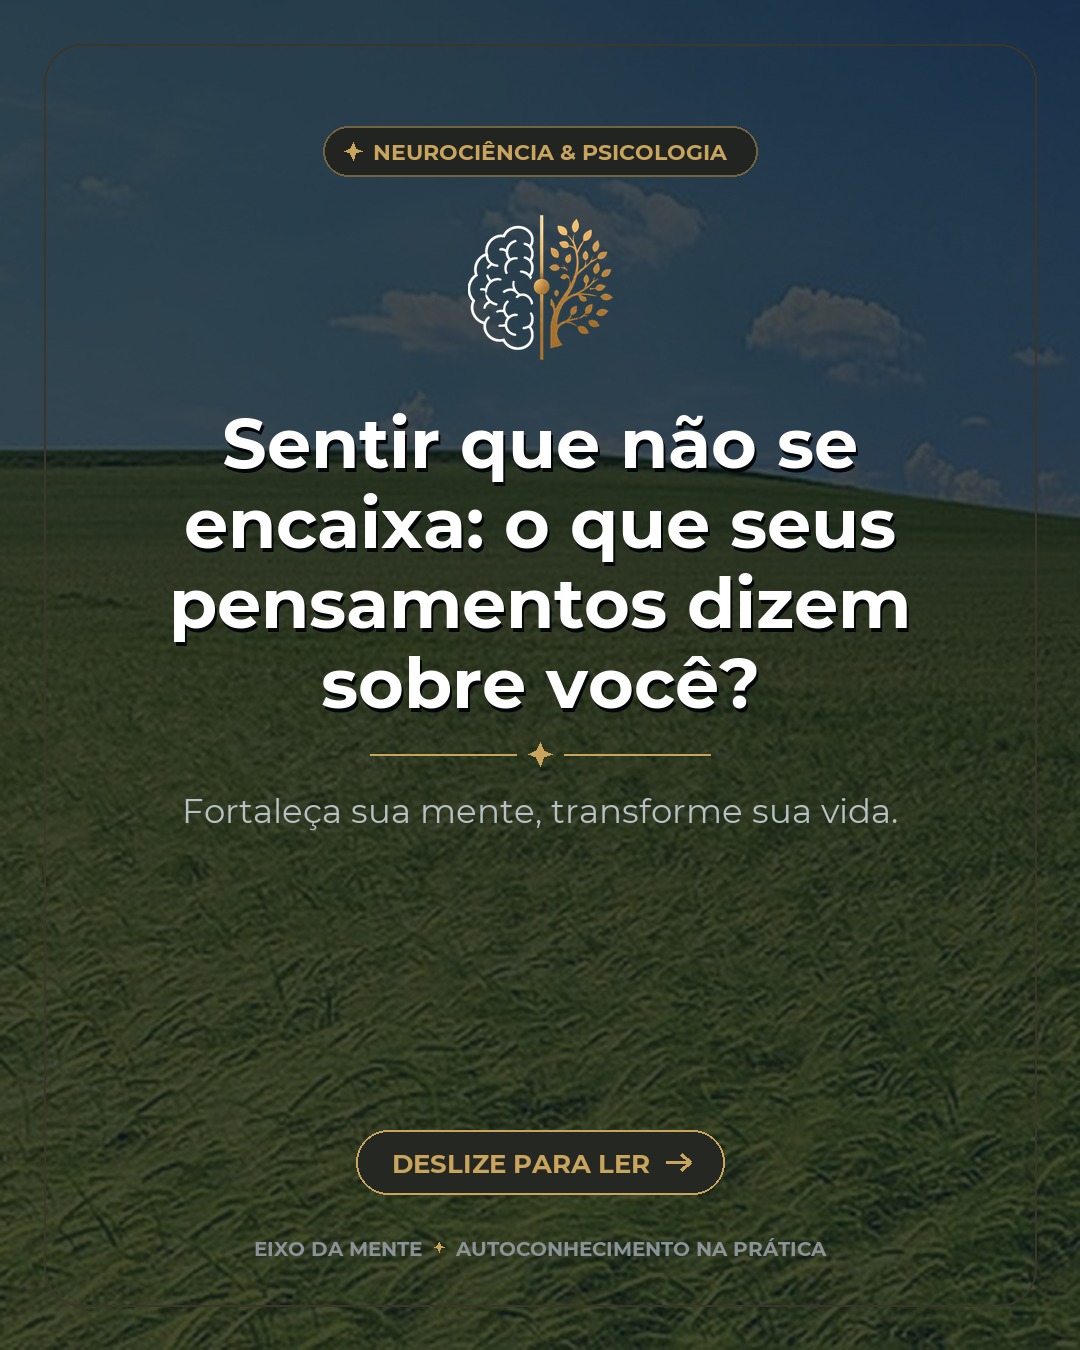 NEUROCIÊNCIA & PSICOLOGIA
Sentir que não se
encaixa: o que seus
pensamentos dizem
sobre você?
Fortaleça sua mente, transforme sua vida.
DESLIZE PARA LER →
EIXO DA MENTE ✦ AUTOCONHECIMENTO NA PRÁTICA